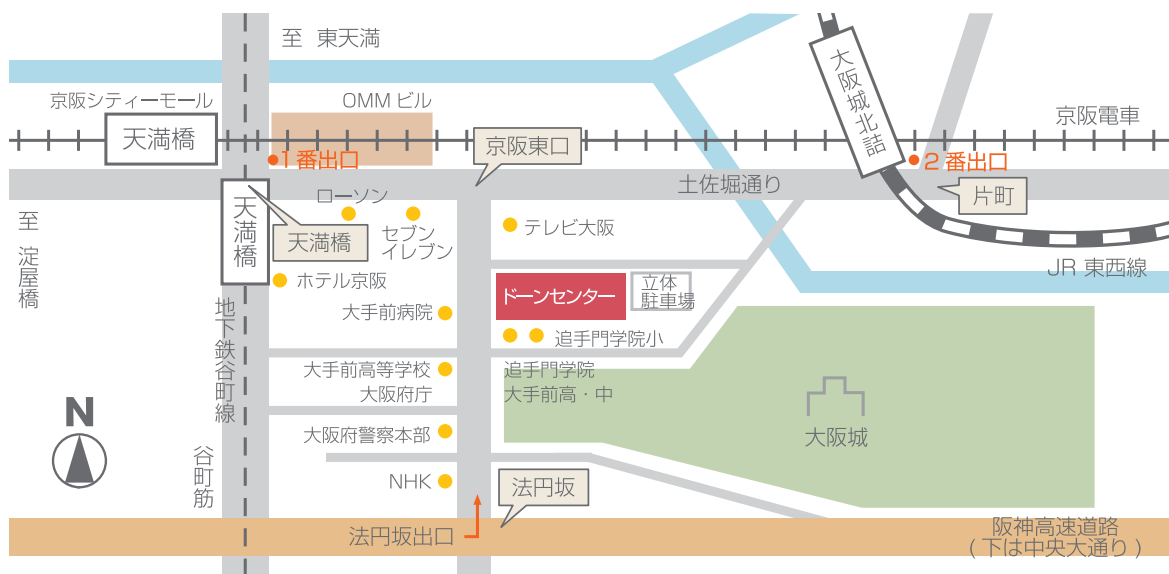 至 東天満
京阪シティーモール
OMM ビル
天満橋
京阪電車
大阪城北詰
京阪東口
1 番出口
2 番出口
土佐堀通り
片町
至 淀屋橋
天満橋
ローソン
天満橋
セブン
イレブン
テレビ大阪
JR 東西線
ホテル京阪
ドーンセンター
立体
駐車場
大手前病院
追手門学院小
地下鉄谷町線
大手前高等学校
大阪府庁
追手門学院
大手前高・中
N
大阪府警察本部
大阪城
谷町筋
NHK
法円坂
法円坂出口
阪神高速道路
( 下は中央大通り )